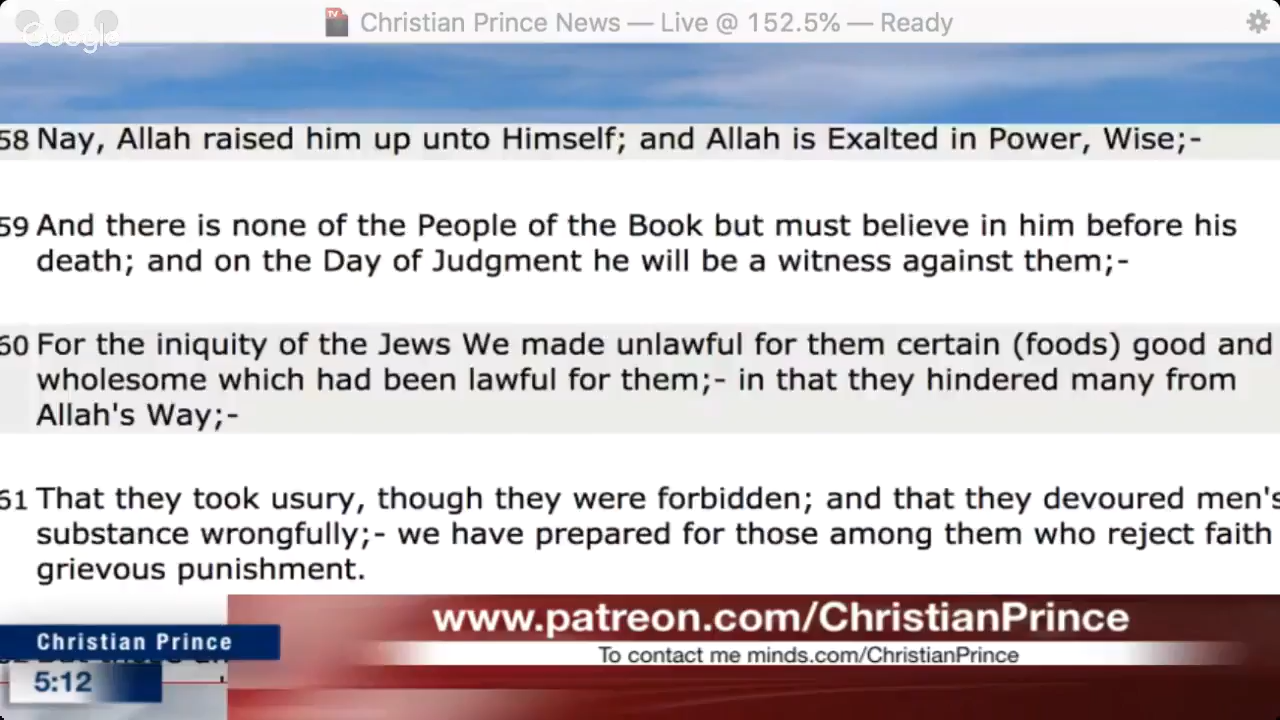 Christian Prince News — Live @ 152.5% — Ready
Google
58 Nay, Allah raised him up unto Himself; and Allah is Exalted in Power, Wise;-
59 And there is none of the People of the Book but must believe in him before his
death; and on the Day of Judgment he will be a witness against them;-
60 For the iniquity of the Jews We made unlawful for them certain (foods) good and
wholesome which had been lawful for them;- in that they hindered many from
Allah's Way;-
61 That they took usury, though they were forbidden; and that they devoured men's
substance wrongfully;- we have prepared for those among them who reject faith
grievous punishment.
www.patreon.com/ChristianPrince
Christian Prince
To contact me minds.com/ChristianPrince
5:12